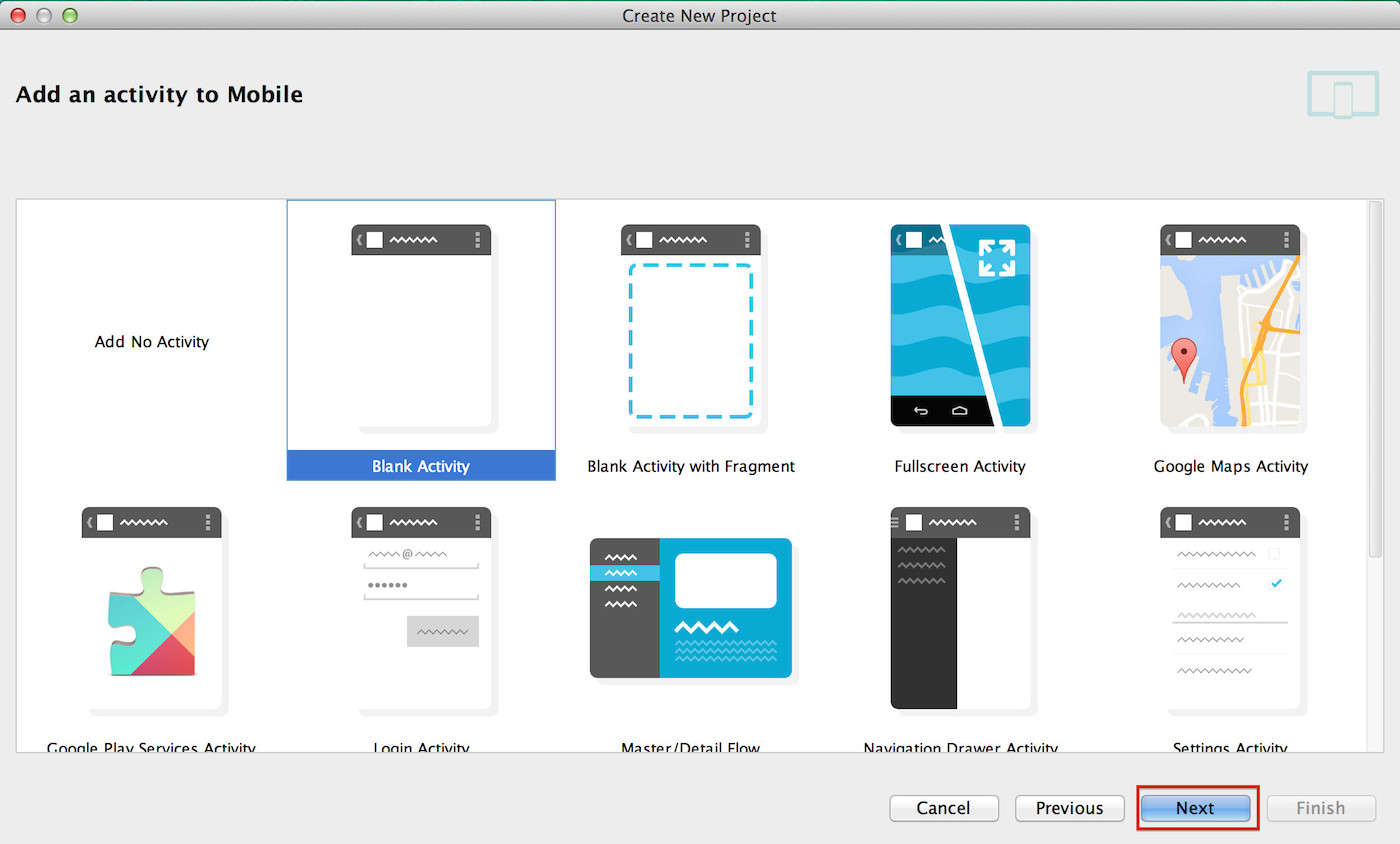 Create New Project
Add an activity to Mobile
Add No Activity
Blank Activity
Blank Activity with Fragment
Fullscreen Activity
Google Maps Activity
Google Play Services Activity
Login Activity
Master/Detail Flow
Navigation Drawer Activity
Settings Activity
Cancel
Previous
Next
Finish